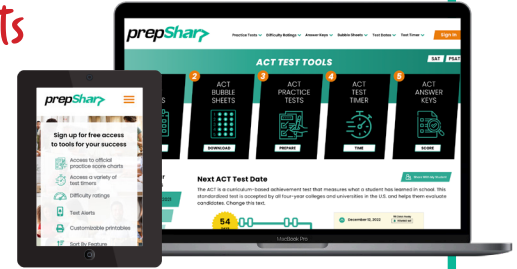 ts
prepSharp
Sign up for free access
to tools for your success
Access to official
practice score charts
Access a variety of
test timers
Difficulty ratings
Test Alerts
Customizable printables
Sort By Feature
prepSharp
Practice Tests
Difficulty Ratings
Answer Keys
Bubble Sheets
Test Dates
Test Timer
Sign In
ACT TEST TOOLS
SAT
PSAT
S
2
ACT
BUBBLE
SHEETS
DOWNLOAD
3
ACT
PRACTICE
TESTS
PREPARE
4
ACT
TEST
TIMER
TIME
5
ACT
ANSWER
KEYS
SCORE
Next ACT Test Date
The ACT is a curriculum-based achievement test that measures what a student has learned in school. This
standardized test is accepted by all four-year colleges and universities in the U.S. and helps them evaluate
candidates. Change this text.
54
December 12, 2022
MacBook Pro